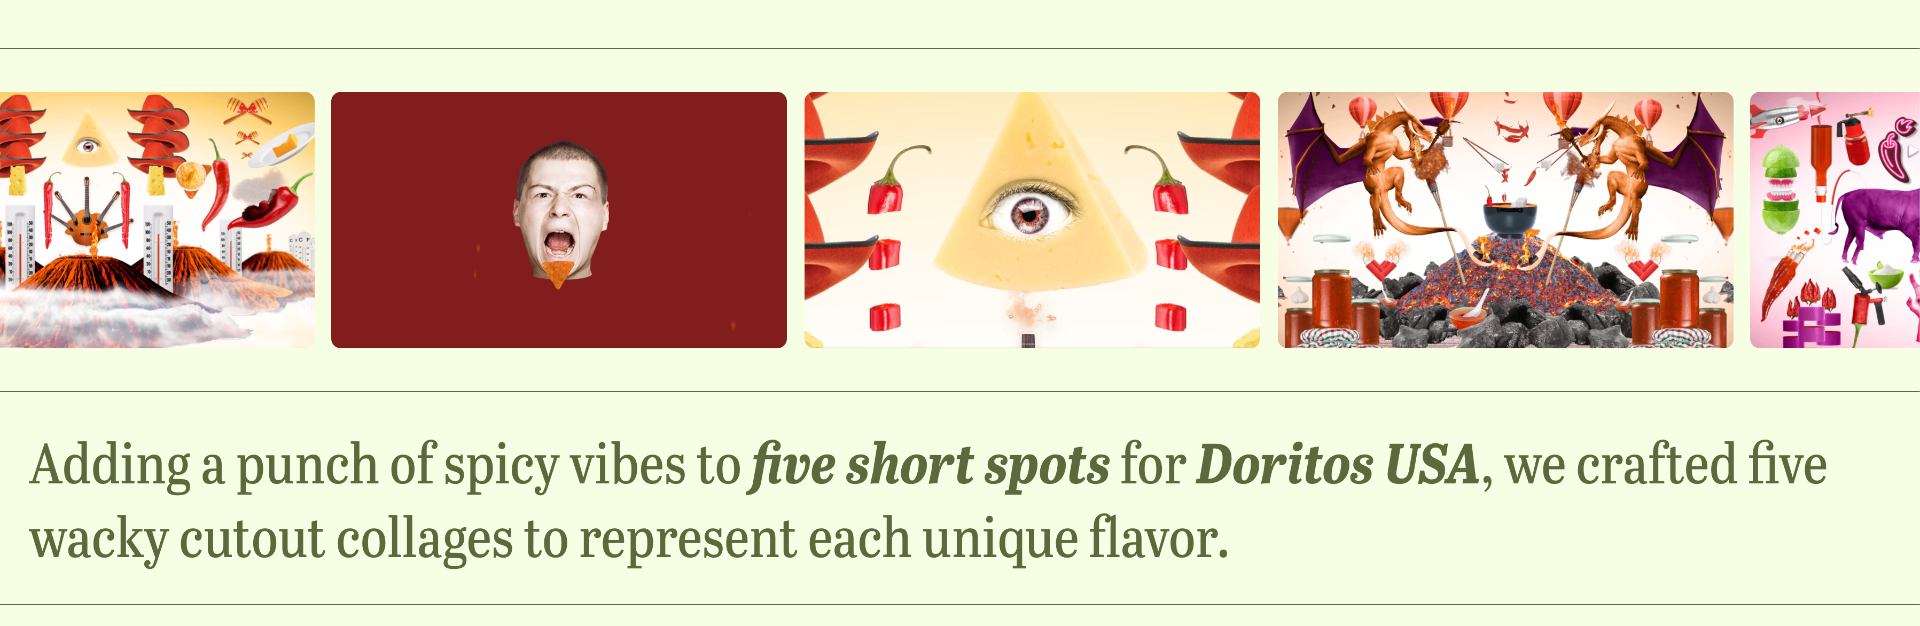 Adding a punch of spicy vibes to five short spots for Doritos USA, we crafted five
wacky cutout collages to represent each unique flavor.